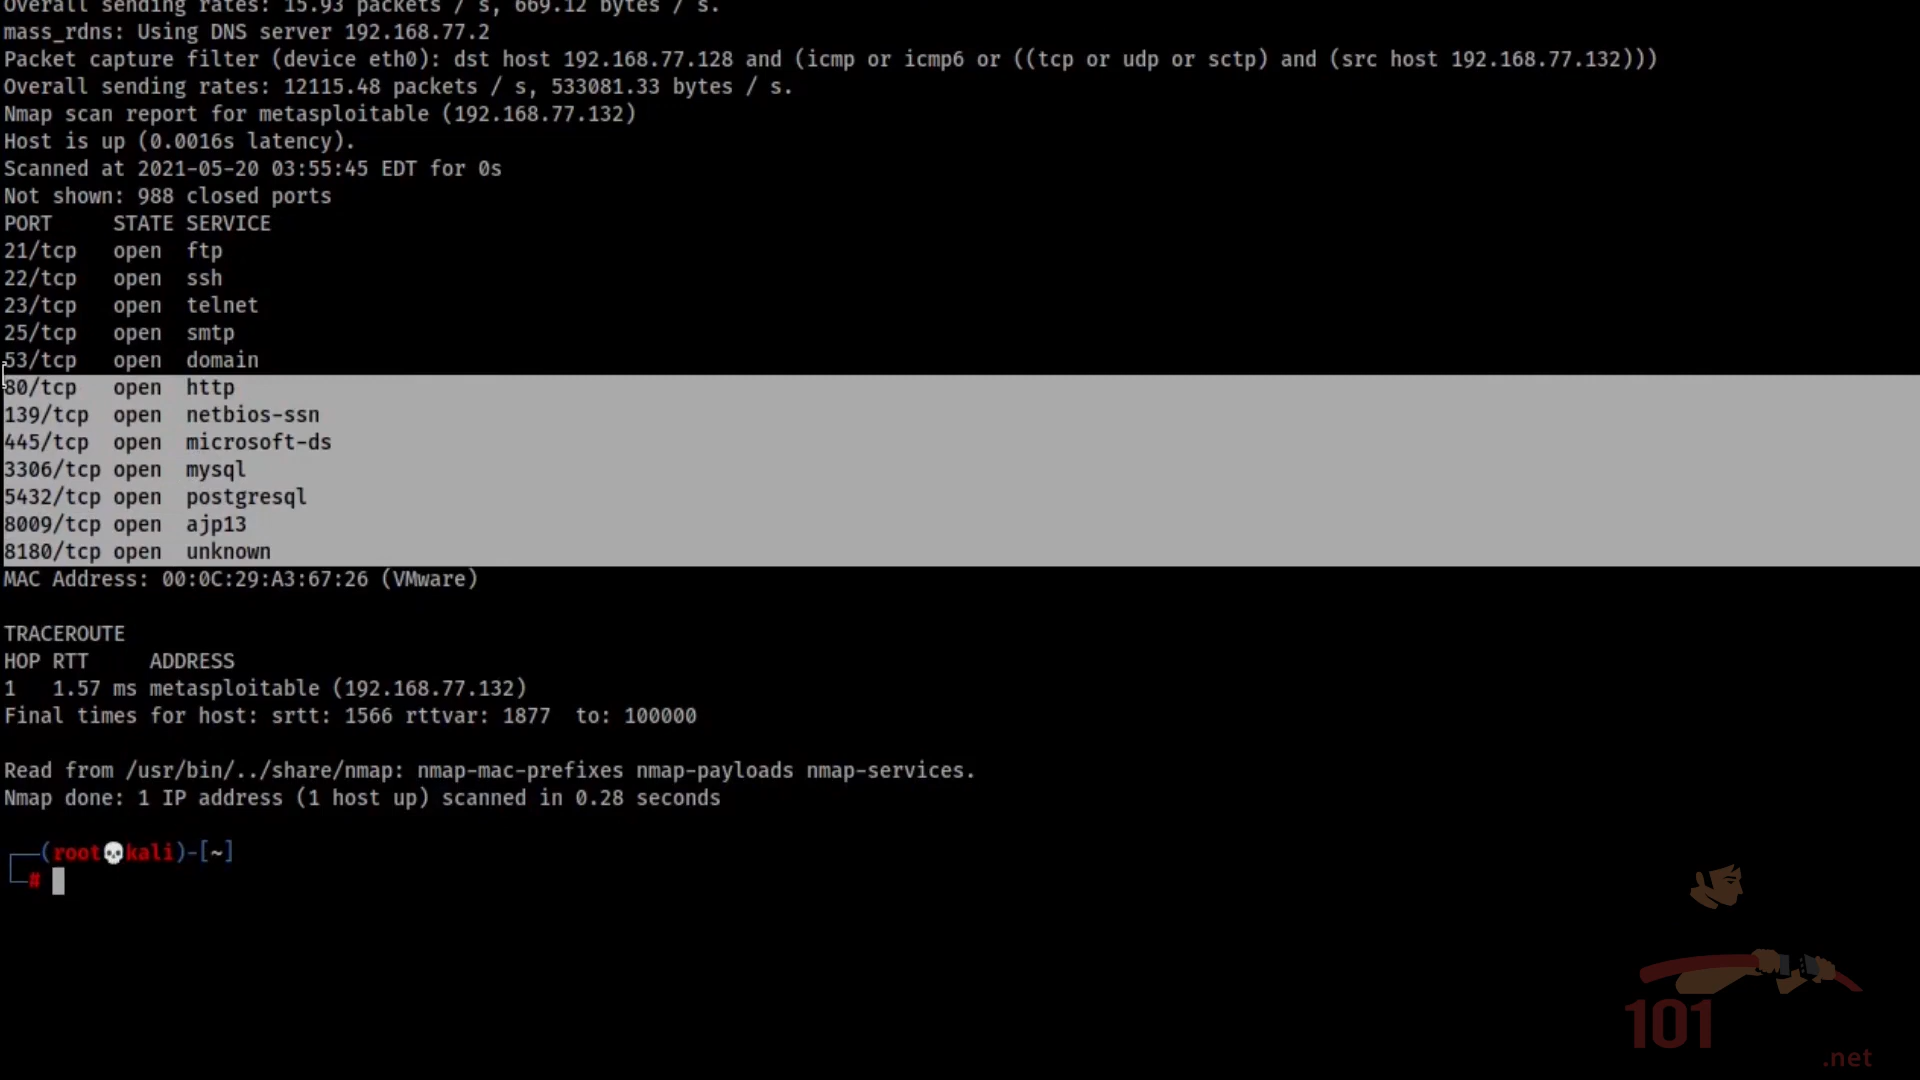 Overall sending rates: 15.93 packets / s, 669.12 bytes / s.
mass_rdns: Using DNS server 192.168.77.2
Packet capture filter (device eth0): dst host 192.168.77.128 and (icmp or icmp6 or ((tcp or udp or sctp) and (src host 192.168.77.132)))
Overall sending rates: 12115.48 packets / s, 533081.33 bytes / s.
Nmap scan report for metasploitable (192.168.77.132)
Host is up (0.0016s latency).
Scanned at 2021-05-20 03:55:45 EDT for 0s
Not shown: 988 closed ports
PORT     STATE SERVICE
21/tcp   open  ftp
22/tcp   open  ssh
23/tcp   open  telnet
25/tcp   open  smtp
53/tcp   open  domain
80/tcp   open  http
139/tcp  open  netbios-ssn
445/tcp  open  microsoft-ds
3306/tcp open  mysql
5432/tcp open  postgresql
8009/tcp open  ajp13
8180/tcp open  unknown
MAC Address: 00:0C:29:A3:67:26 (VMware)
TRACEROUTE
HOP RTT     ADDRESS
1   1.57 ms metasploitable (192.168.77.132)
Final times for host: srtt: 1566 rttvar: 1877  to: 100000
Read from /usr/bin/../share/nmap: nmap-mac-prefixes nmap-payloads nmap-services.
Nmap done: 1 IP address (1 host up) scanned in 0.28 seconds
(root💀kali)-[~]
#
101
.net